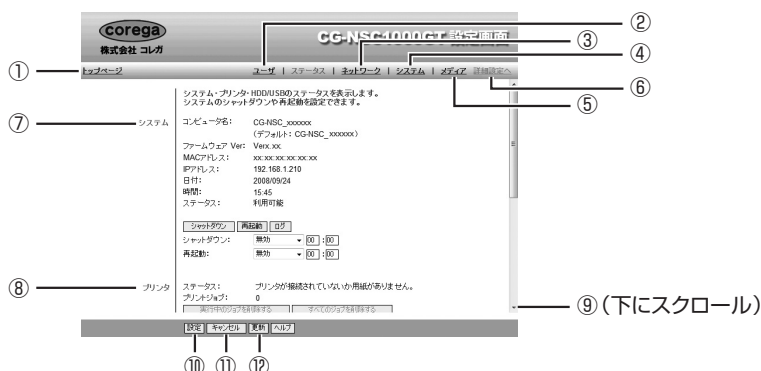 corega
株式会社 コレガ
CG-NSC1000GT 設定画面
②
③
④
① トップページ
ユーザ | ステータス | ネットワーク | システム | メディア 詳細設定へ
⑥
⑤
システム・プリンタ・HDD/USBのステータスを表示します。
システムのシャットダウンや再起動を設定できます。
⑦ システム
コンピュータ名: CG-NSC_xxxxxx
(デフォルト: CG-NSC_xxxxxx)
ファームウェア Ver: Verx.xx.
MACアドレス: xx:xx:xx:xx:xx:xx
IPアドレス: 192.168.1.210
日付: 2008/09/24
時間: 15:45
ステータス: 利用可能
シャットダウン 再起動 ログ
シャットダウン: 無効 00 : 00
再起動: 無効 00 : 00
⑧ プリンタ
ステータス: プリンタが接続されていないか用紙がありません。
プリントジョブ: 0
実行中のジョブを削除する すべてのジョブを削除する
⑨(下にスクロール)
設定 キャンセル 更新 ヘルプ
⑩ ⑪ ⑫